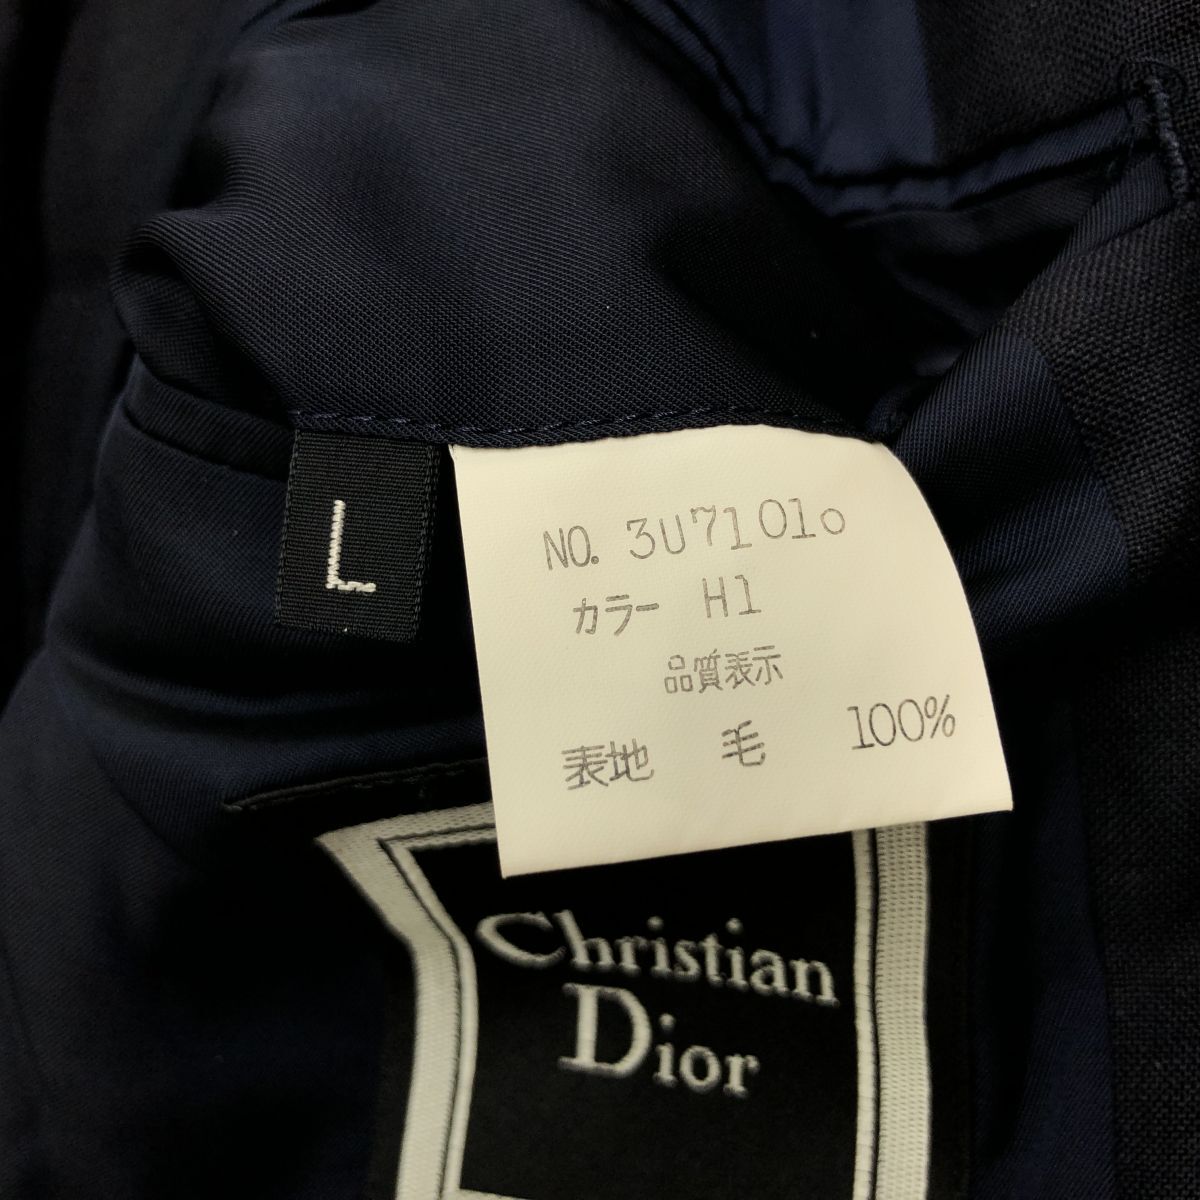 L
NO. 3U7101o
カラー H1
品質表示
表地 毛 100%
Christian
Dior